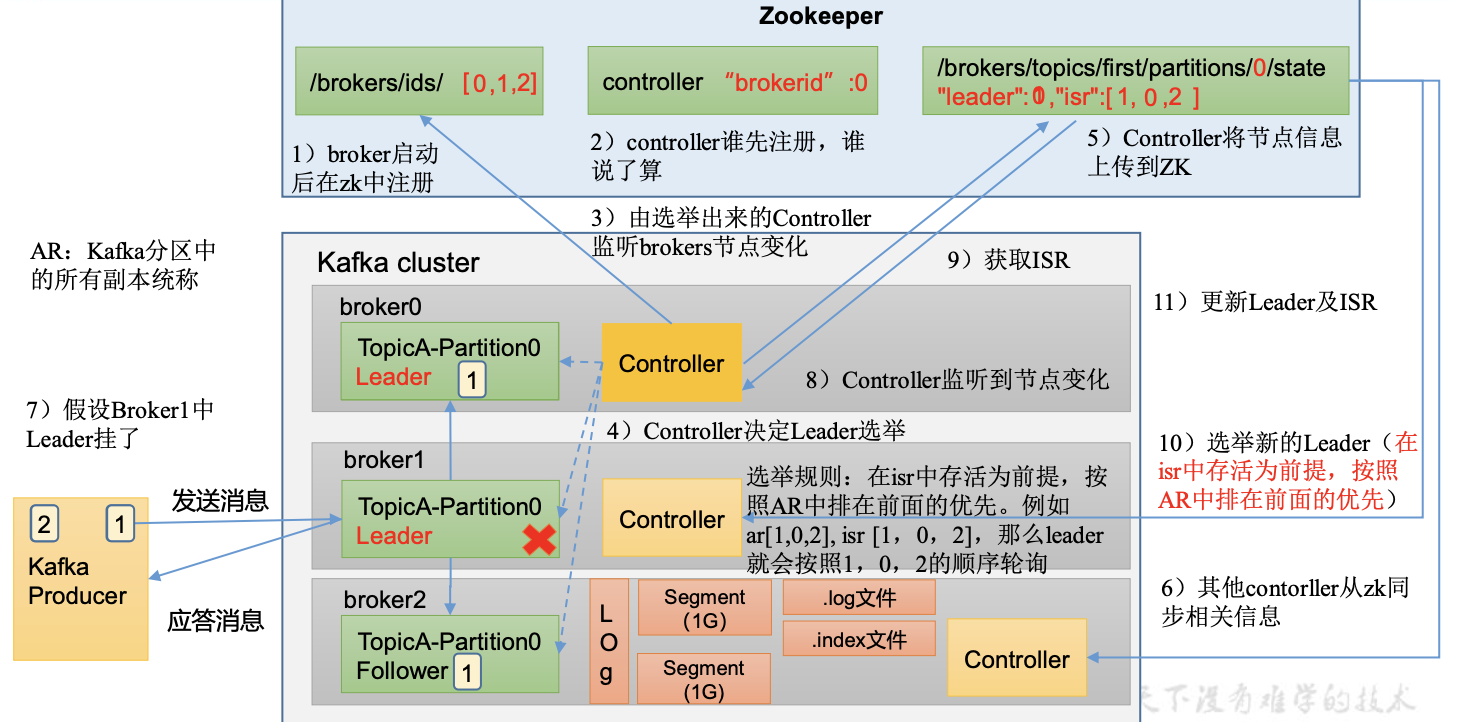 Zookeeper
/brokers/ids/ [0,1,2]
controller “brokerid” :0
/brokers/topics/first/partitions/0/state
"leader": ,"isr":[ 1, 0 ,2 ]
1）broker启动
后在zk中注册
2）controller谁先注册，谁
说了算
5）Controller将节点信息
上传到ZK
3）由选举出来的Controller
监听brokers节点变化
AR：Kafka分区中
的所有副本统称
Kafka cluster
9）获取ISR
broker0
TopicA-Partition0
Leader 1
Controller
8）Controller监听到节点变化
11）更新Leader及ISR
7）假设Broker1中
Leader挂了
4）Controller决定Leader选举
broker1
TopicA-Partition0
Leader
Controller
选举规则：在isr中存活为前提，按
照AR中排在前面的优先。例如
ar[1,0,2], isr [1，0，2]，那么leader
就会按照1，0，2的顺序轮询
10）选举新的Leader（在
isr中存活为前提，按照
AR中排在前面的优先）
2 1
Kafka
Producer
发送消息
应答消息
broker2
TopicA-Partition0
Follower 1
L
O
g
Segment
(1G)
Segment
(1G)
.log文件
.index文件
Controller
6）其他contorller从zk同
步相关信息
天下没有难学的技术